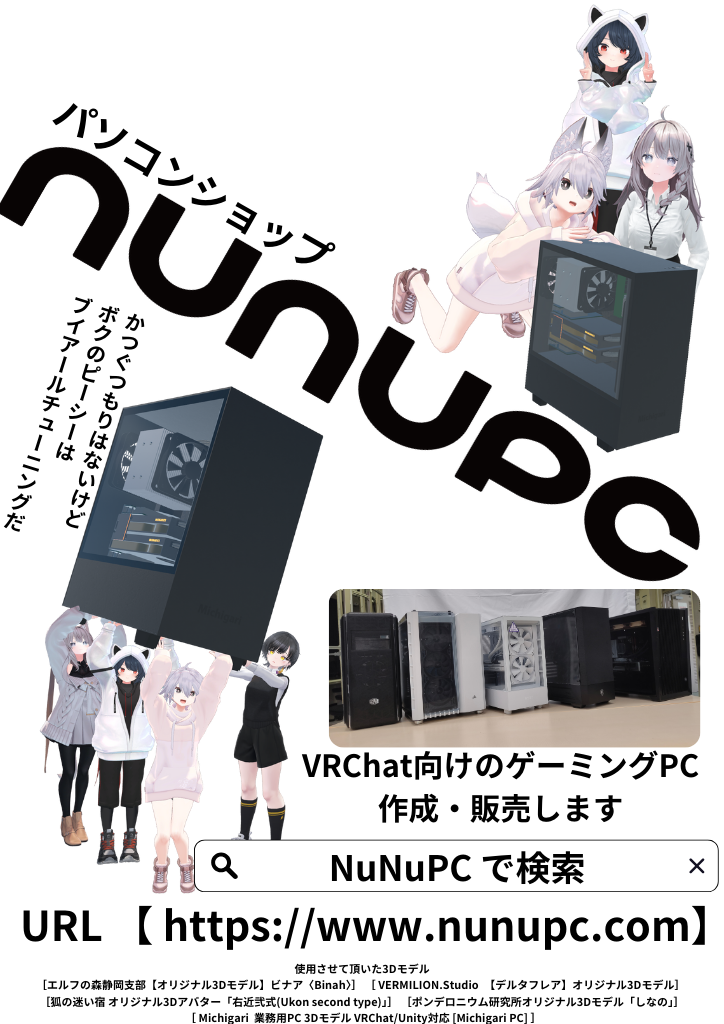 パソコンショップ
NUNUPC
かつぐつもりはないけど
ボクのピーシーは
ブイアールチューニングだ
VRChat向けのゲーミングPC
作成・販売します
NuNuPC で検索
URL 【 https://www.nunupc.com】
使用させて頂いた3Dモデル
［エルフの森静岡支部【オリジナル3Dモデル】ビナア〈Binah〉］ ［ VERMILION.Studio 【デルタフレア】オリジナル3Dモデル］
［狐の迷い宿 オリジナル3Dアバター「右近弐式(Ukon second type)」］ ［ポンデロニウム研究所オリジナル3Dモデル「しなの」］
［ Michigari 業務用PC 3Dモデル VRChat/Unity対応 [Michigari PC] ］